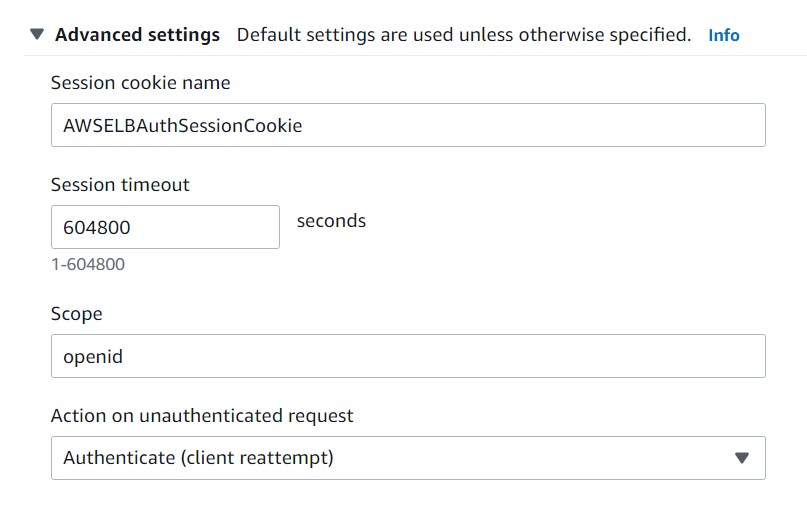 Advanced settings Default settings are used unless otherwise specified. Info
Session cookie name
AWSELBAuthSessionCookie
Session timeout
604800 seconds
1-604800
Scope
openid
Action on unauthenticated request
Authenticate (client reattempt)